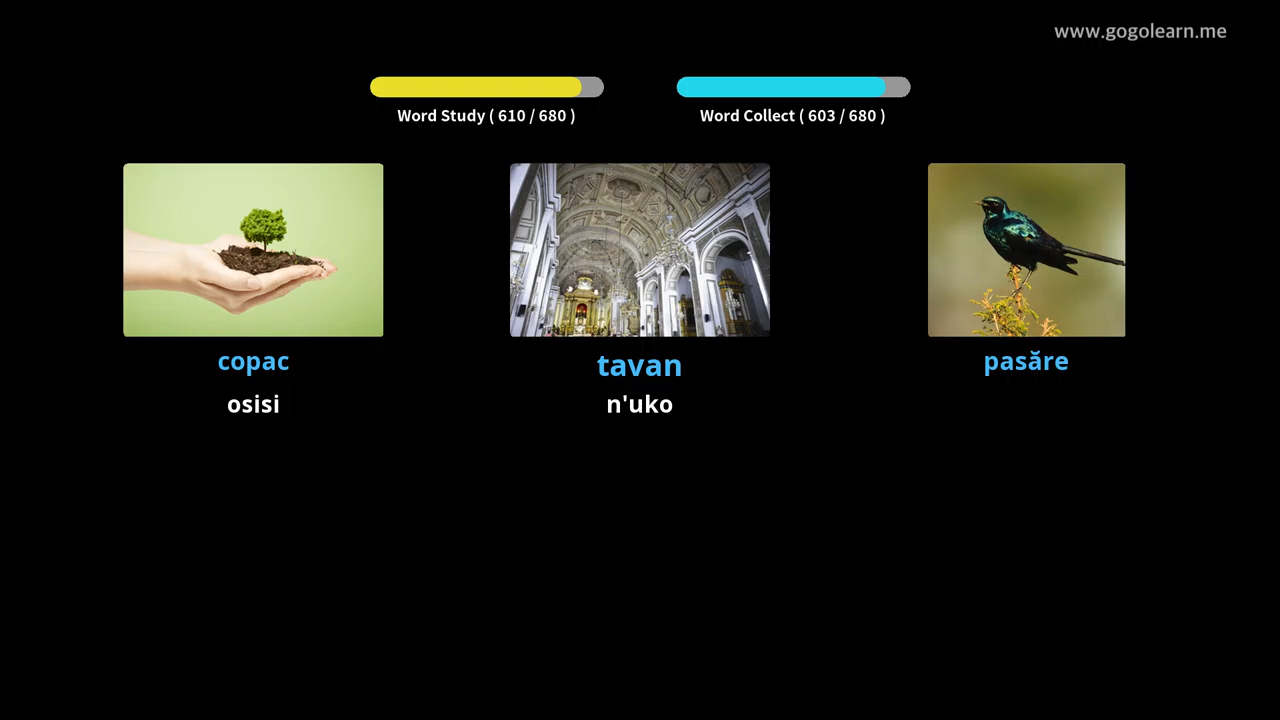 www.gogolearn.me
Word Study ( 610 / 680 )
Word Collect ( 603 / 680 )
copac
tavan
pasăre
osisi
n'uko